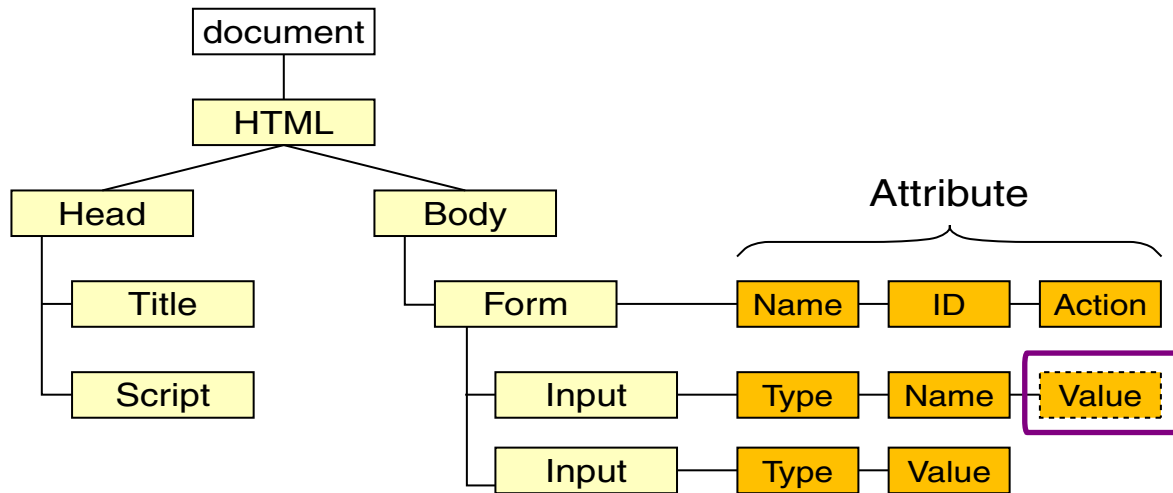 document
HTML
Head
Body
Attribute
Title
Form
Name
ID
Action
Script
Input
Type
Name
Value
Input
Type
Value